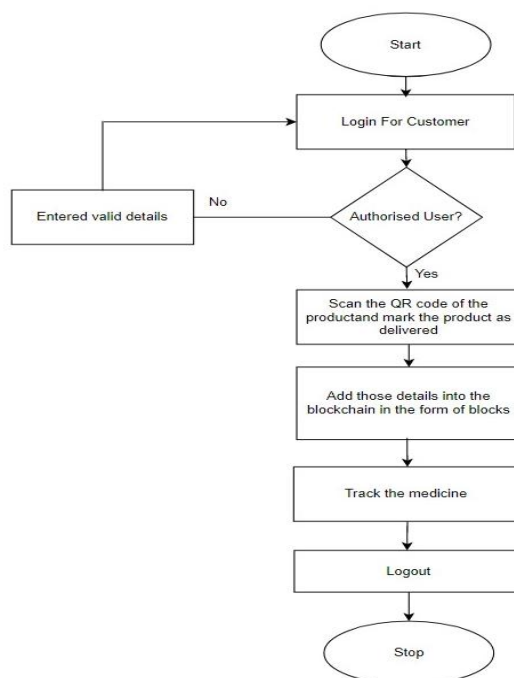 Start
Login For Customer
Entered valid details
No
Authorised User?
Yes
Scan the QR code of the
productand mark the product as
delivered
Add those details into the
blockchain in the form of blocks
Track the medicine
Logout
Stop